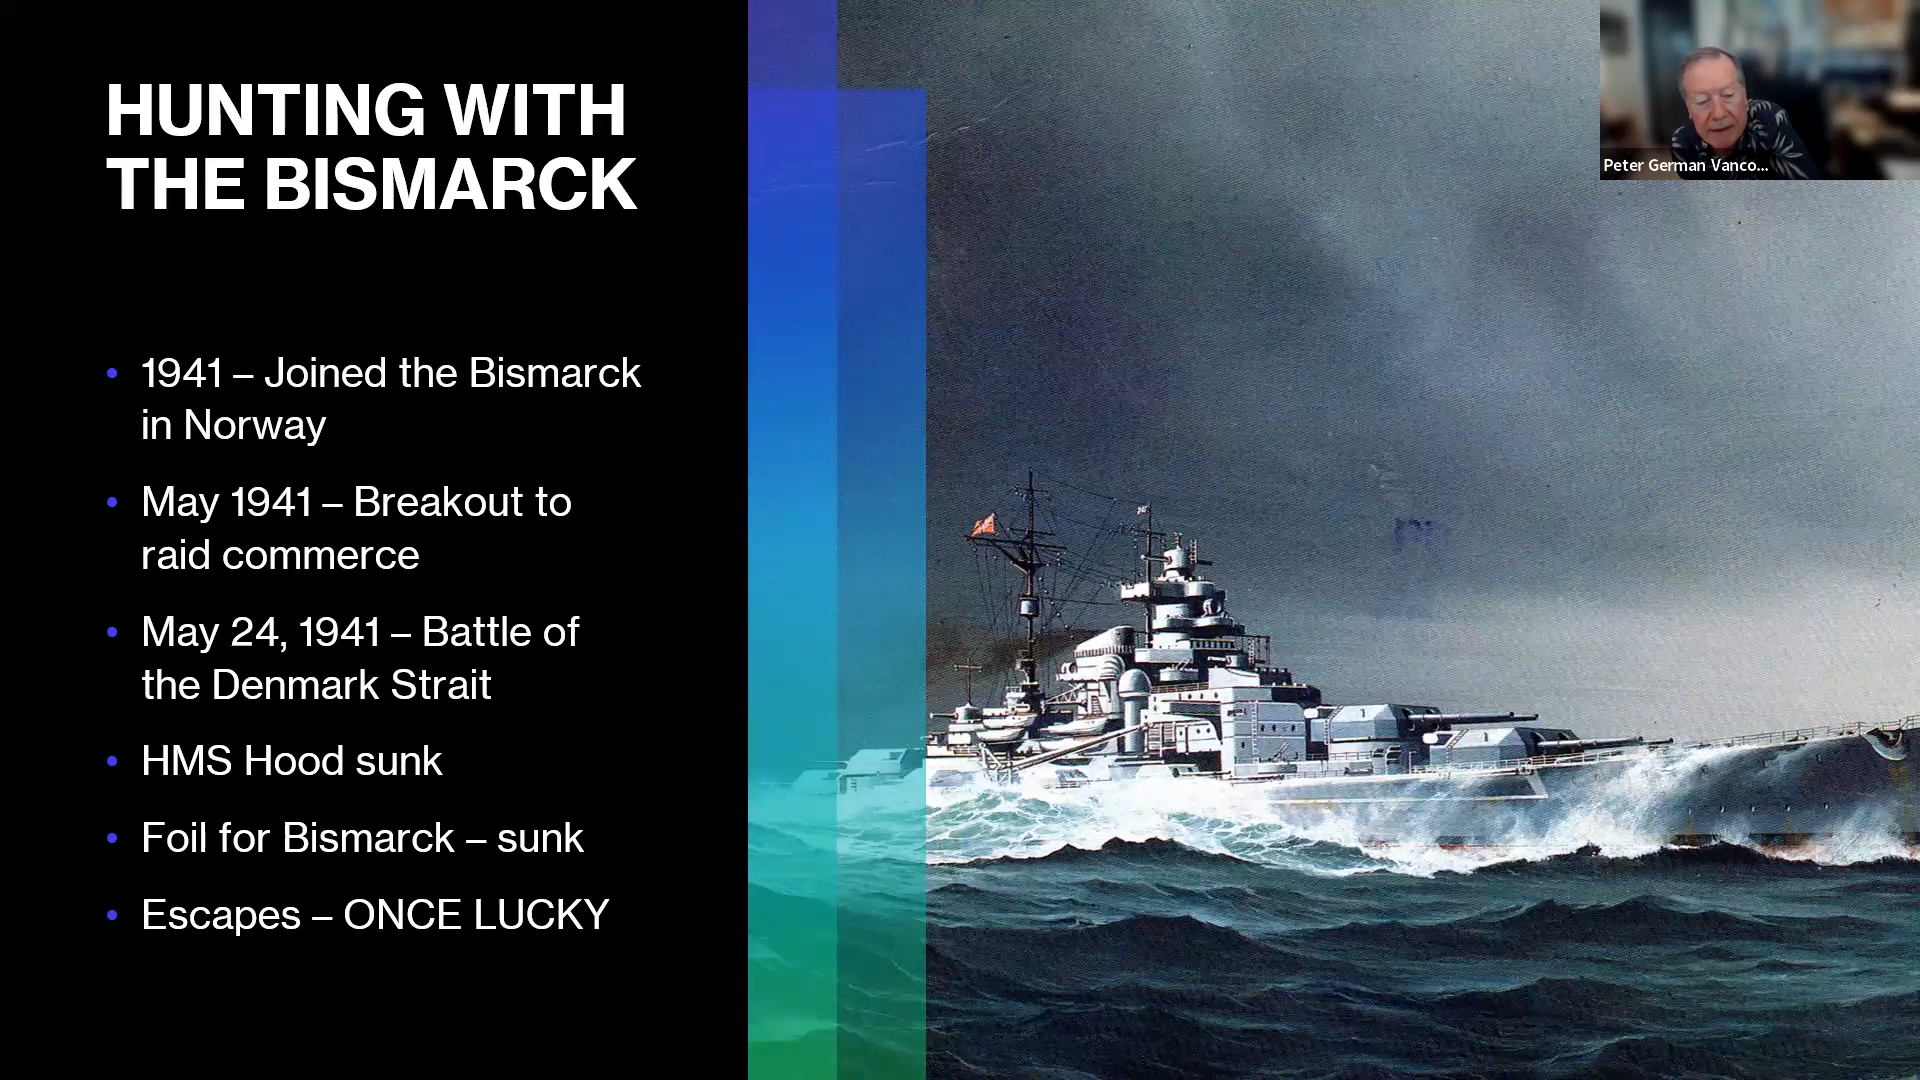 HUNTING WITH
THE BISMARCK
Peter German Vanco...
• 1941 – Joined the Bismarck
in Norway
• May 1941 – Breakout to
raid commerce
• May 24, 1941 – Battle of
the Denmark Strait
• HMS Hood sunk
• Foil for Bismarck – sunk
• Escapes – ONCE LUCKY